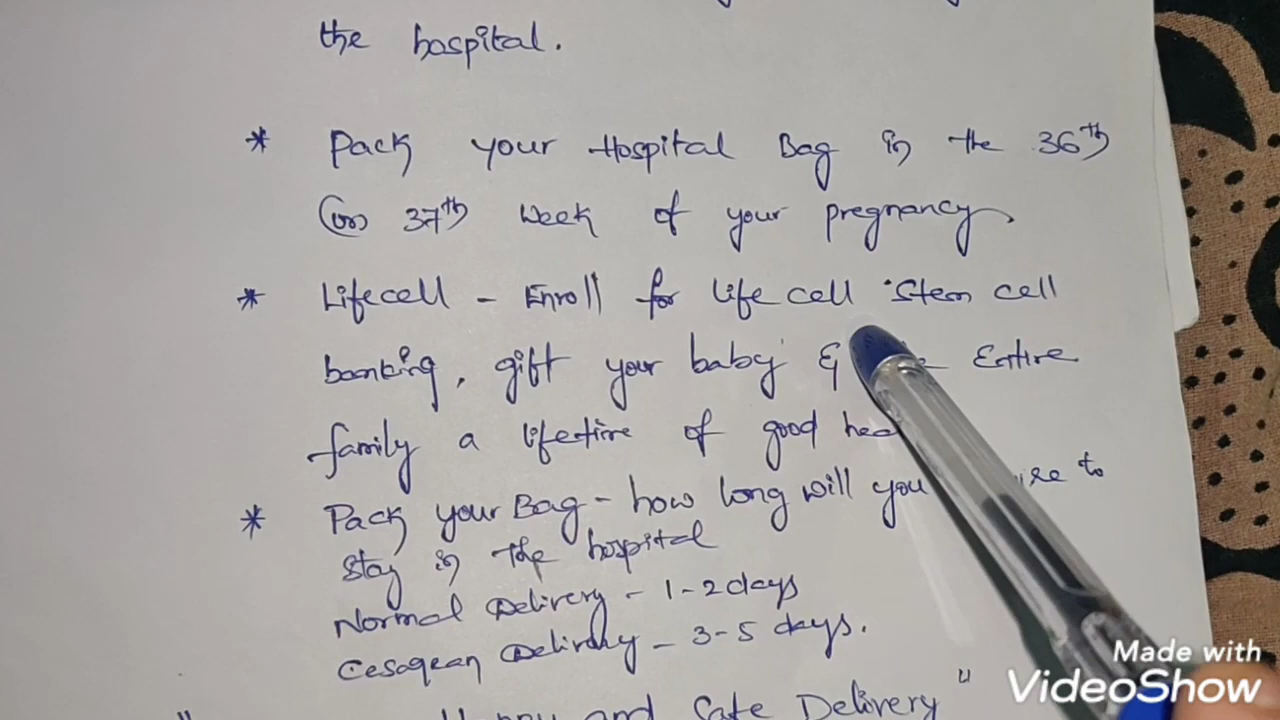 the hospital.
* Pack your Hospital Bag in the 36th
(or) 37th week of your pregnancy.
* Lifecell - Enroll for life cell Stem cell
banking, gift your baby & Entire
family a lifetime of good
* Pack your Bag - how long will you to
stay in the hospital
Normal Delivery - 1-2 days
Cesarean Delivery - 3-5 days.
" Happy and Safe Delivery "
Made with
VideoShow